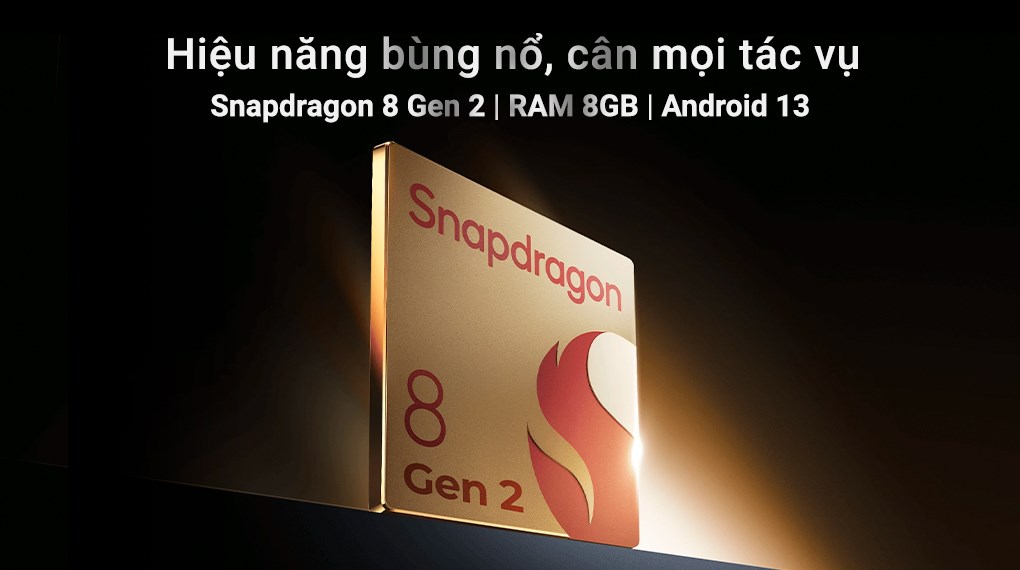 Hiệu năng bùng nổ, cân mọi tác vụ
Snapdragon 8 Gen 2 | RAM 8GB | Android 13
Snapdragon
8
Gen 2